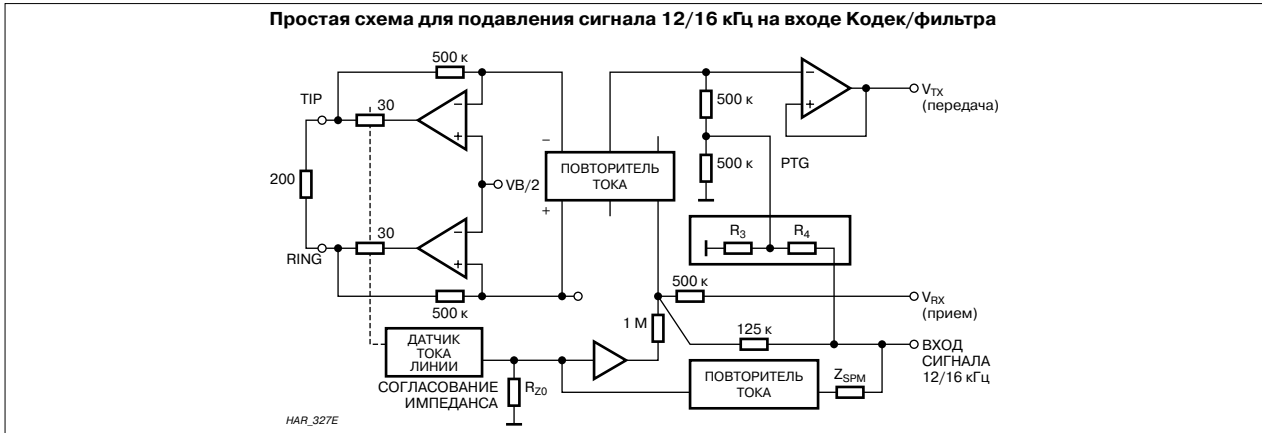 Простая схема для подавления сигнала 12/16 кГц на входе Кодек/фильтра
500 к
TIP
30
–
+
200
VB/2
30
–
+
RING
500 к
–
ПОВТОРИТЕЛЬ
ТОКА
+
500 к
500 к
PTG
–
+
VTX
(передача)
R3
R4
500 к
VRX
(прием)
1 М
125 к
ВХОД
СИГНАЛА
12/16 кГц
ДАТЧИК
ТОКА
ЛИНИИ
СОГЛАСОВАНИЕ
ИМПЕДАНСА
RZ0
ПОВТОРИТЕЛЬ
ТОКА
ZSPM
HAR_327E